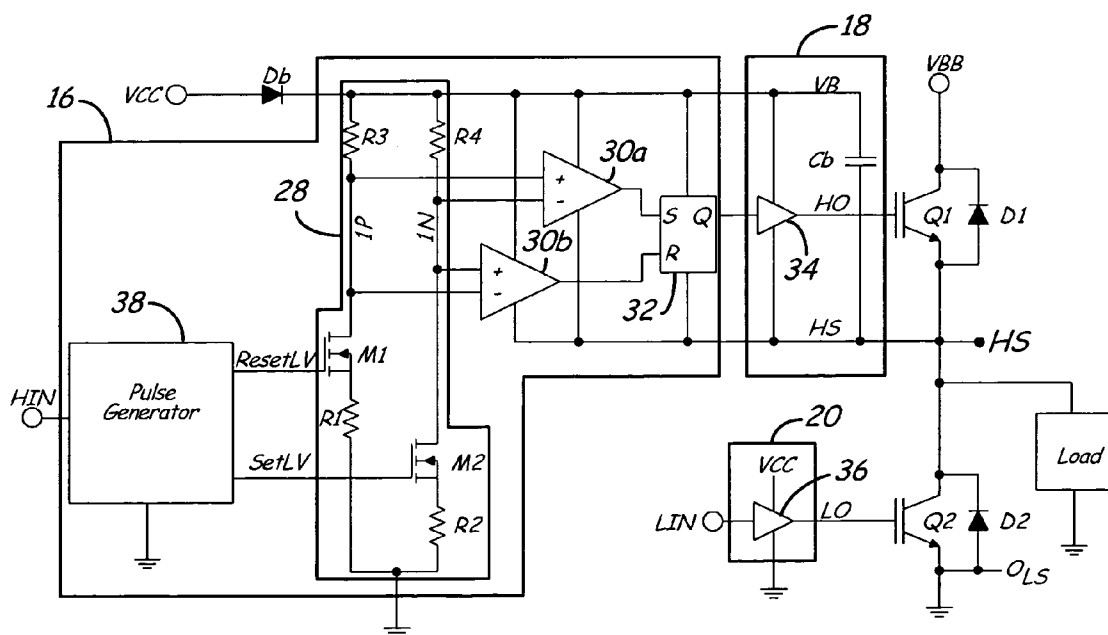 18
VBB
16
VCC
Db
VB
R3
R4
30a
Cb
28
1P
1N
+
-
S
Q
HO
Q1
D1
30b
R
34
+
-
32
38
HS
HS
ResetLV
M1
HIN
Pulse
Generator
R1
20
Load
SetLV
M2
VCC
36
LIN
LO
Q2
D2
R2
OLS